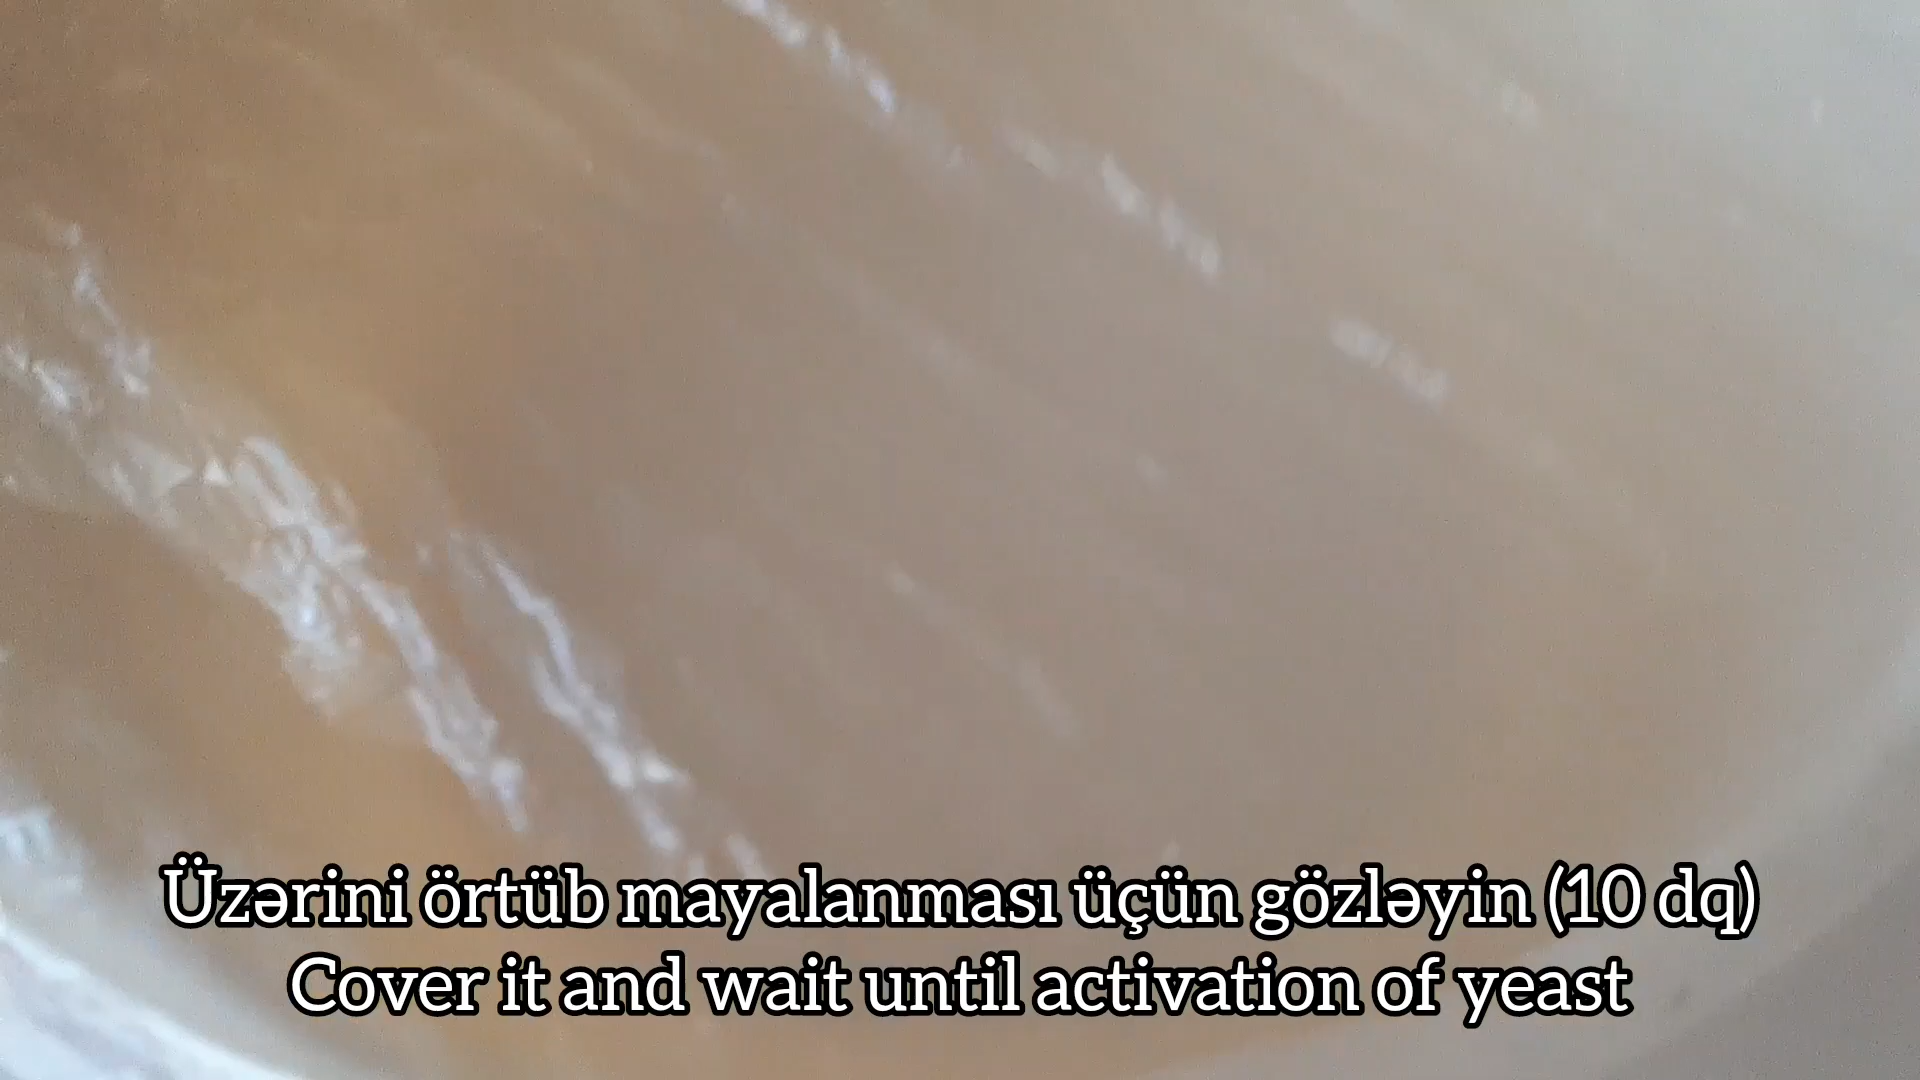 Üzərini örtüb mayalanması üçün gözləyin (10 dq)
Cover it and wait until activation of yeast